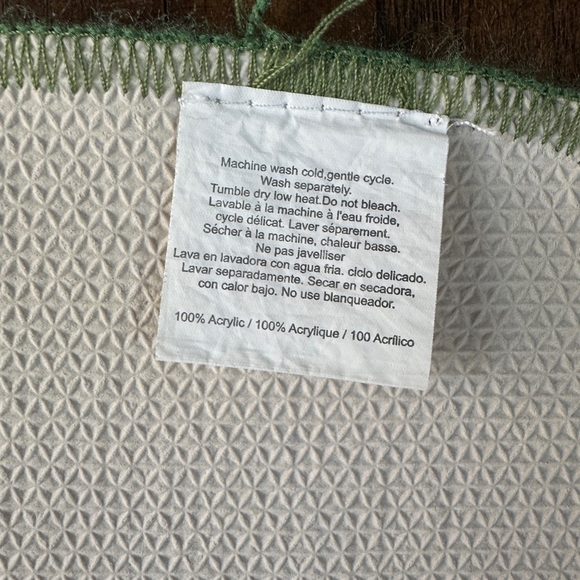 Machine wash cold,gentle cycle.
Wash separately.
Tumble dry low heat.Do not bleach.
Lavable à la machine à l'eau froide,
cycle délicat. Laver séparement.
Sécher à la machine, chaleur basse.
Ne pas javelliser
Lava en lavadora con agua fria. ciclo delicado.
Lavar separadamente. Secar en secadora,
con calor bajo. No use blanqueador.
100% Acrylic / 100% Acrylique / 100 Acrílico